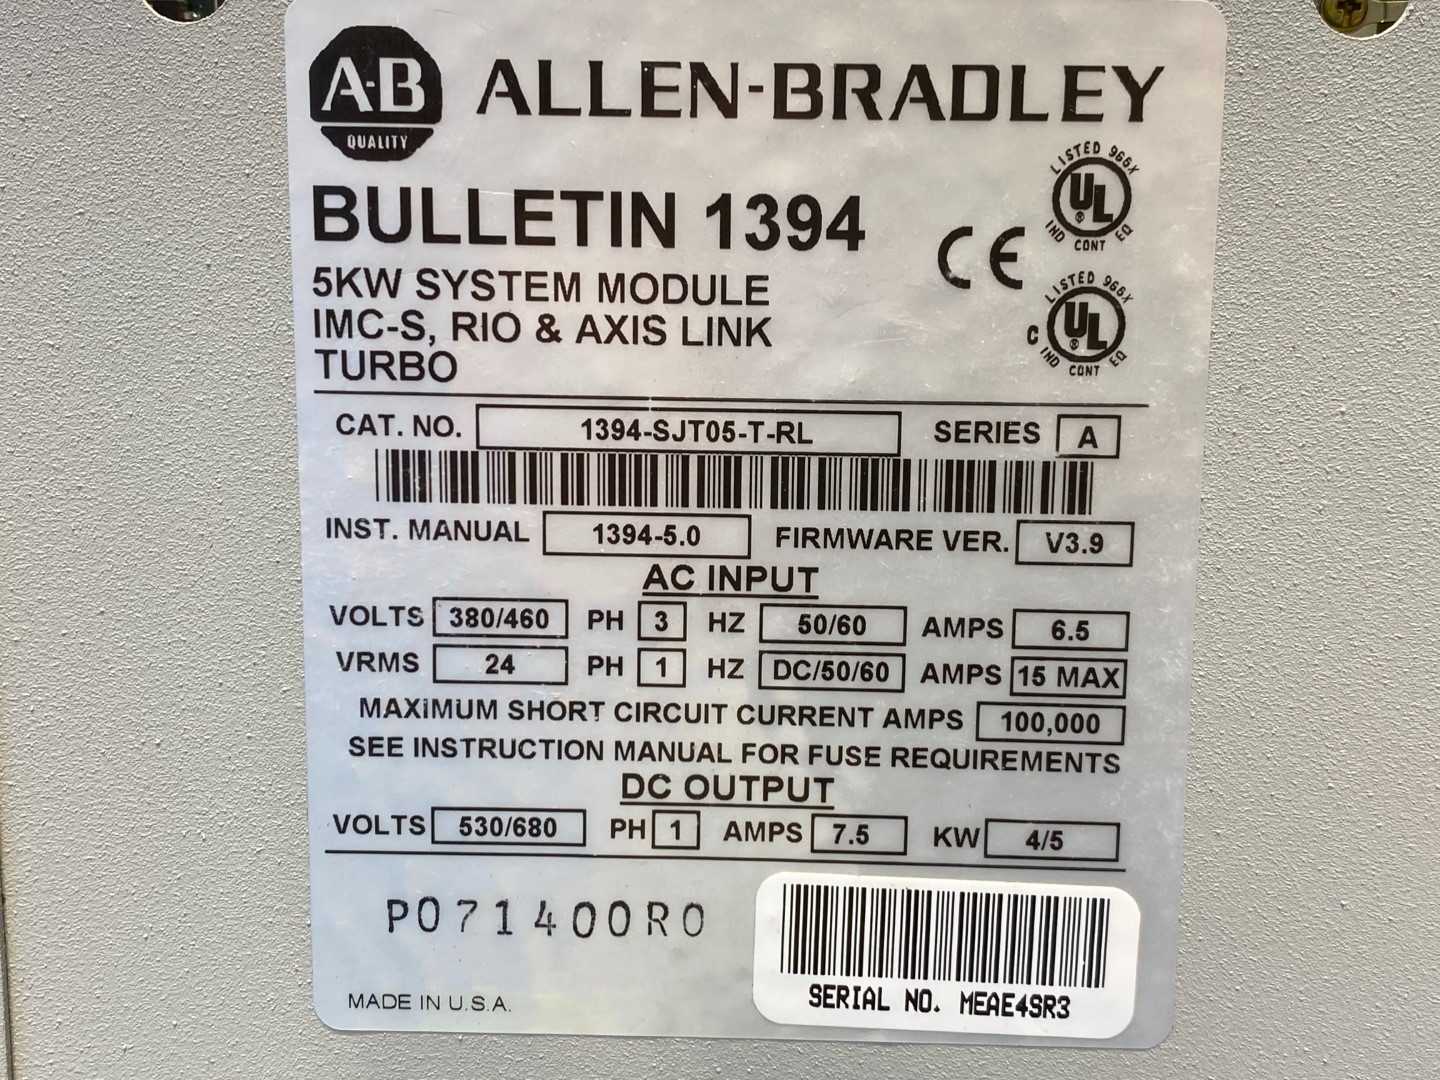 A-B QUALITY ALLEN-BRADLEY
BULLETIN 1394
5KW SYSTEM MODULE
IMC-S, RIO & AXIS LINK
TURBO
CE
LISTED 966X
UL
IND CONT EQ
LISTED 966X
C UL
IND CONT EQ
CAT. NO. 1394-SJT05-T-RL SERIES A
INST. MANUAL 1394-5.0 FIRMWARE VER. V3.9
AC INPUT
VOLTS 380/460 PH 3 HZ 50/60 AMPS 6.5
VRMS 24 PH 1 HZ DC/50/60 AMPS 15 MAX
MAXIMUM SHORT CIRCUIT CURRENT AMPS 100,000
SEE INSTRUCTION MANUAL FOR FUSE REQUIREMENTS
DC OUTPUT
VOLTS 530/680 PH 1 AMPS 7.5 KW 4/5
P071400R0
MADE IN U.S.A.
SERIAL NO. MEAE4SR3